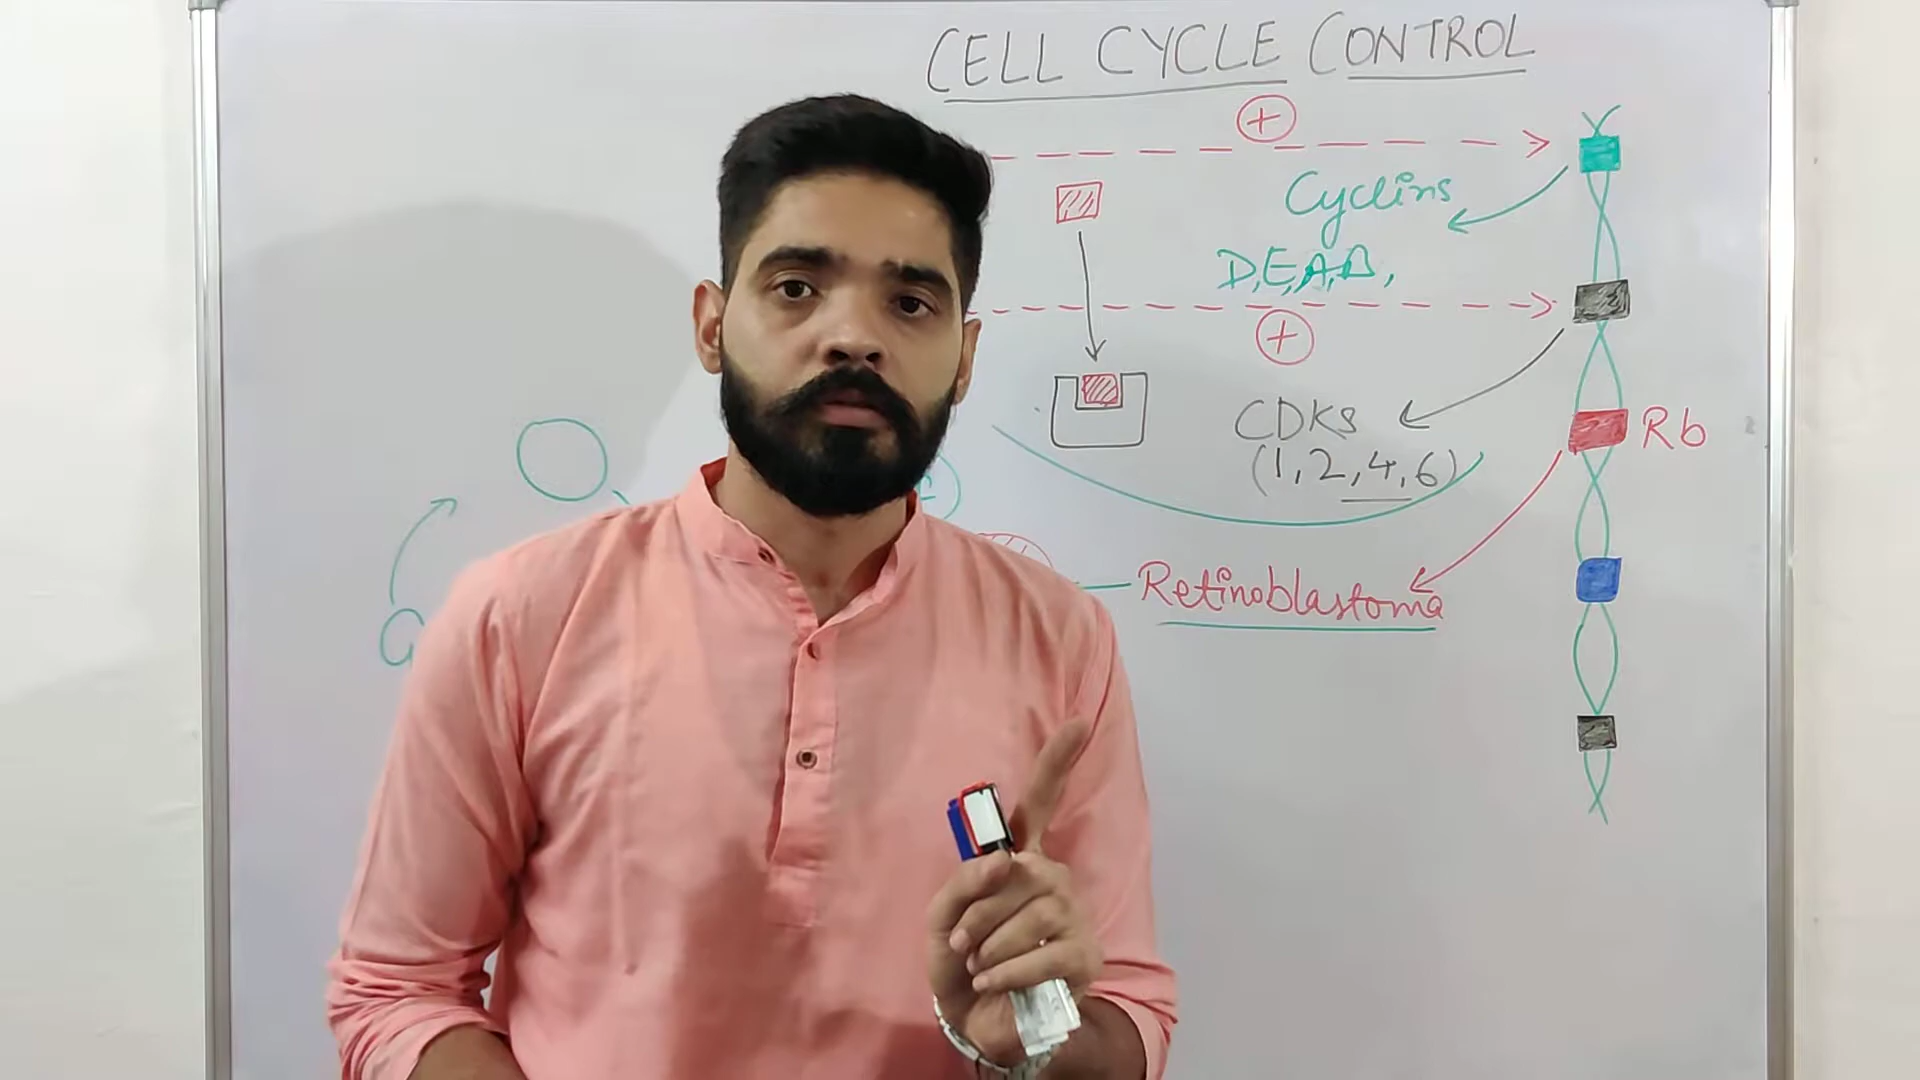 CELL CYCLE CONTROL
+
Cyclins
D,E,A,B,
+
CDKs
(1,2,4,6)
Rb
Retinoblastoma
G